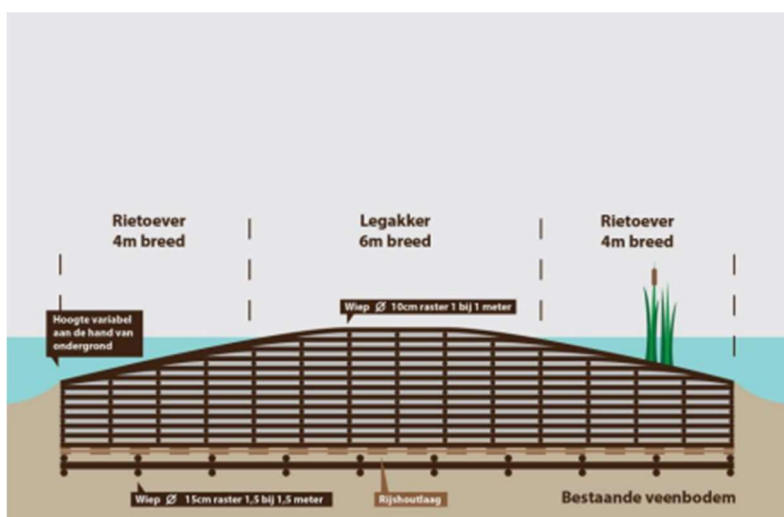 Rietoever
4m breed
Legakker
6m breed
Rietoever
4m breed
Wiep Ø 10cm raster 1 bij 1 meter
Hoogte variabel
aan de hand van
ondergrond
Wiep Ø 15cm raster 1,5 bij 1,5 meter
Rijshoutlaag
Bestaande veenbodem